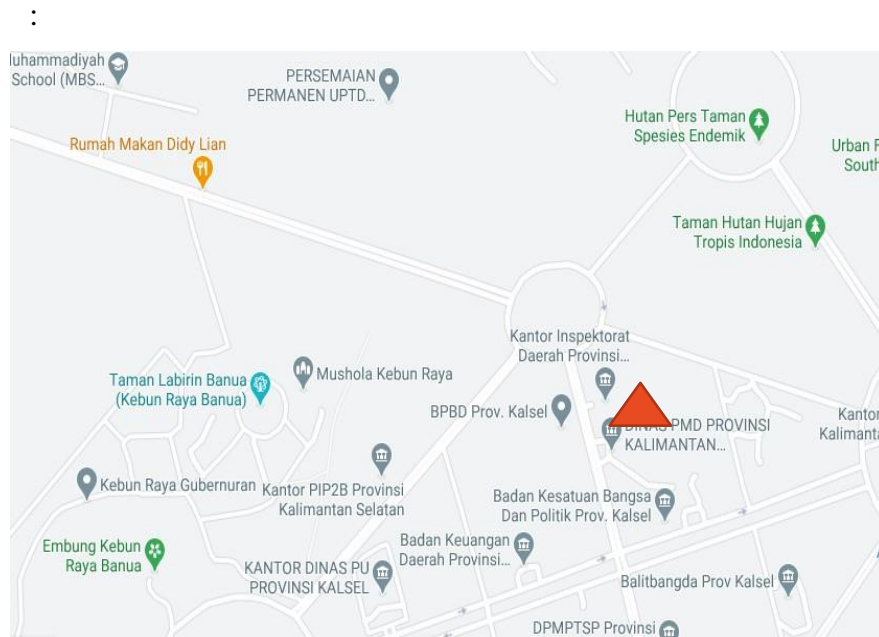 :
School (MBS...
PERSEMAIAN
PERMANEN UPTD...
Hutan Pers Taman
Spesies Endemik
Rumah Makan Didy Lian
Urban
South
Taman Hutan Hujan
Tropis Indonesia
Kantor Inspektorat
Daerah Provinsi...
Mushola Kebun Raya
Taman Labirin Banua
(Kebun Raya Banua)
BPBD Prov. Kalsel
DINAS PMD PROVINSI
KALIMANTAN...
Kantor
Kebun Raya Gubernuran
Kantor PIP2B Provinsi
Kalimantan Selatan
Badan Kesatuan Bangsa
Dan Politik Prov. Kalsel
Badan Keuangan
Daerah Provinsi...
Embung Kebun
Raya Banua
KANTOR DINAS PU
PROVINSI KALSEL
Balitbangda Prov Kalsel
DPMPTSP Provinsi